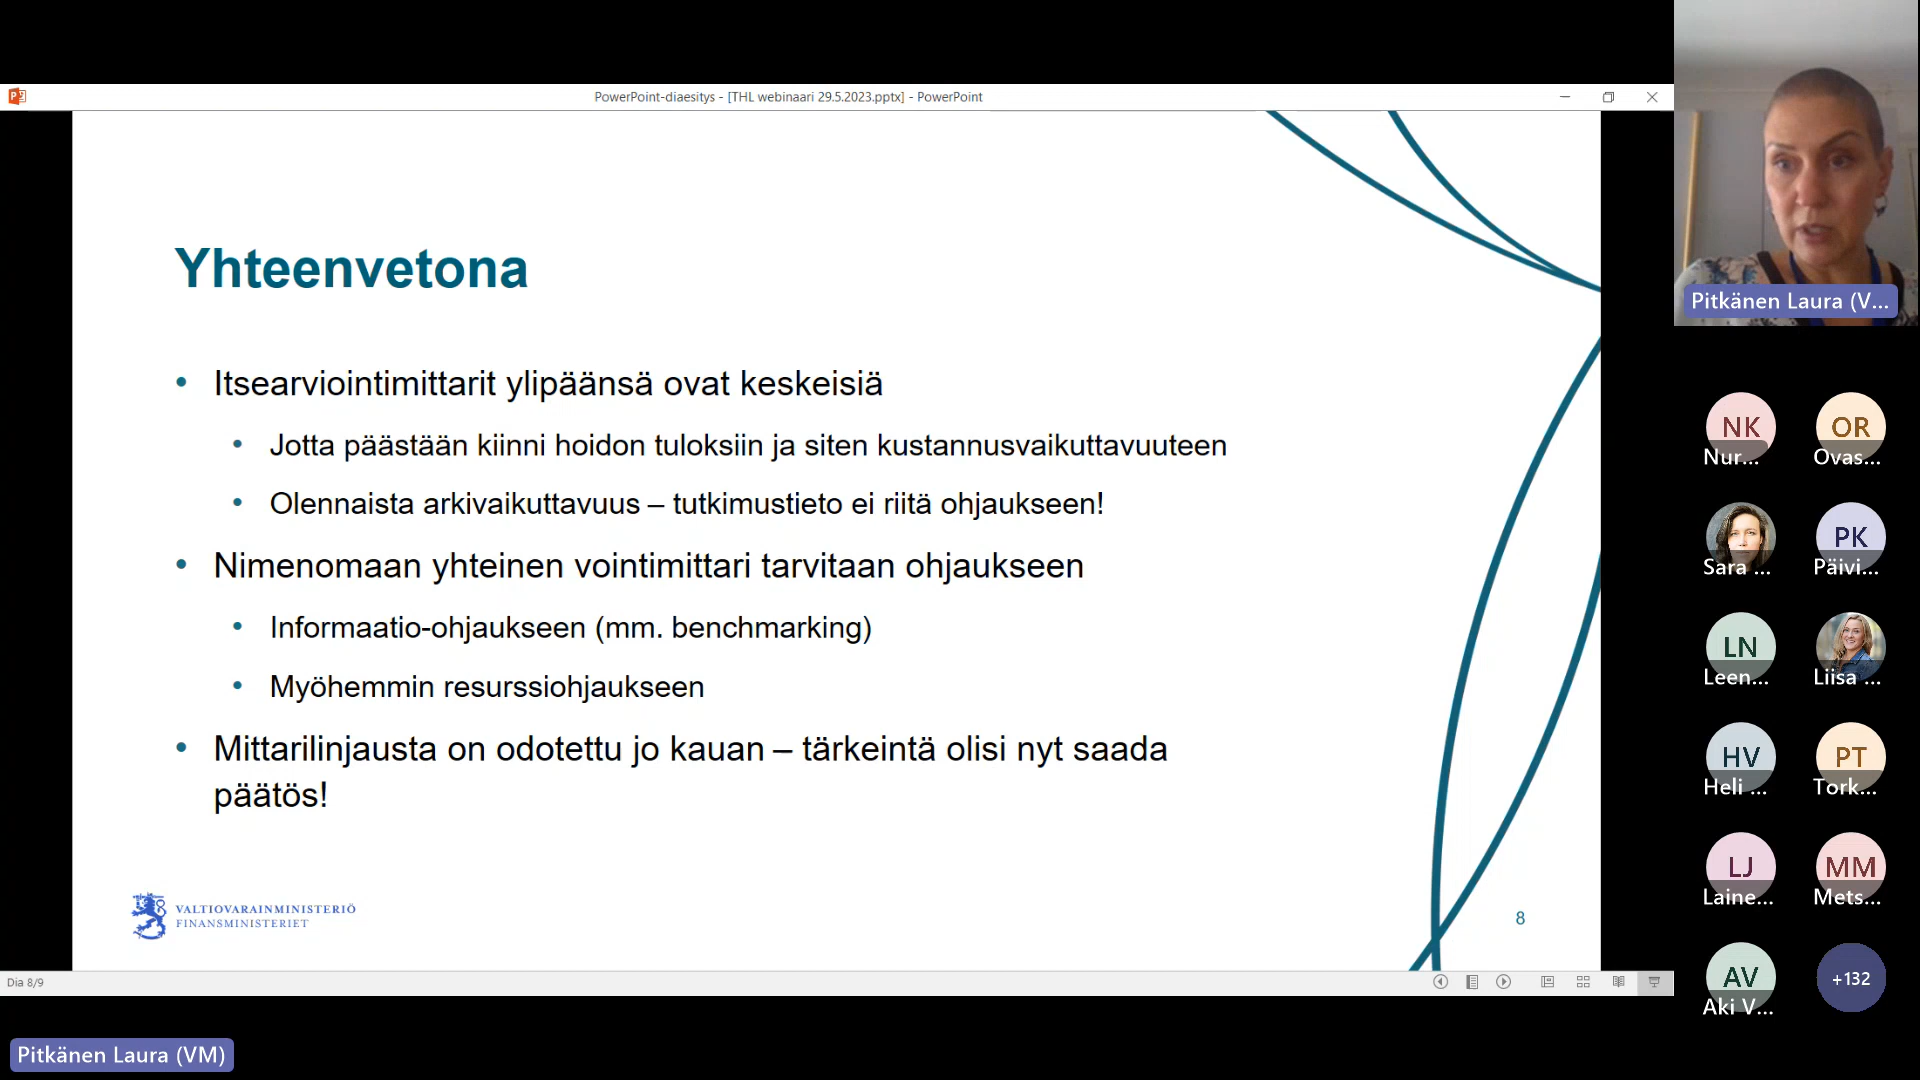 PowerPoint-diaesitys - [THL webinaari 29.5.2023.pptx] - PowerPoint
Yhteenvetona
• Itsearviointimittarit ylipäänsä ovat keskeisiä
• Jotta päästään kiinni hoidon tuloksiin ja siten kustannusvaikuttavuuteen
• Olennaista arkivaikuttavuus – tutkimustieto ei riitä ohjaukseen!
• Nimenomaan yhteinen vointimittari tarvitaan ohjaukseen
• Informaatio-ohjaukseen (mm. benchmarking)
• Myöhemmin resurssiohjaukseen
• Mittarilinjausta on odotettu jo kauan – tärkeintä olisi nyt saada
päätös!
VALTIOVARAINMINISTERIÖ
FINANSMINISTERIET
8
Dia 8/9
Pitkänen Laura (VM)
Pitkänen Laura (V...
NK
Nur...
OR
Ovas...
Sara ...
PK
Päivi...
LN
Leen...
Liisa ...
HV
Heli ...
PT
Tork...
LJ
Laine...
MM
Mets...
AV
Aki V...
+132